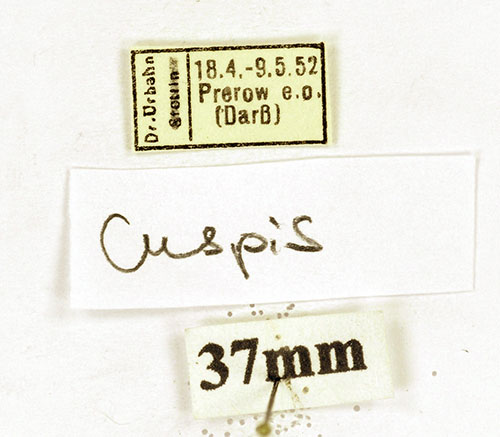 Dr.Urbahn
Stettin
18.4.-9.5.52
Prerow e.o.
(Darß)
Cuspis
37mm